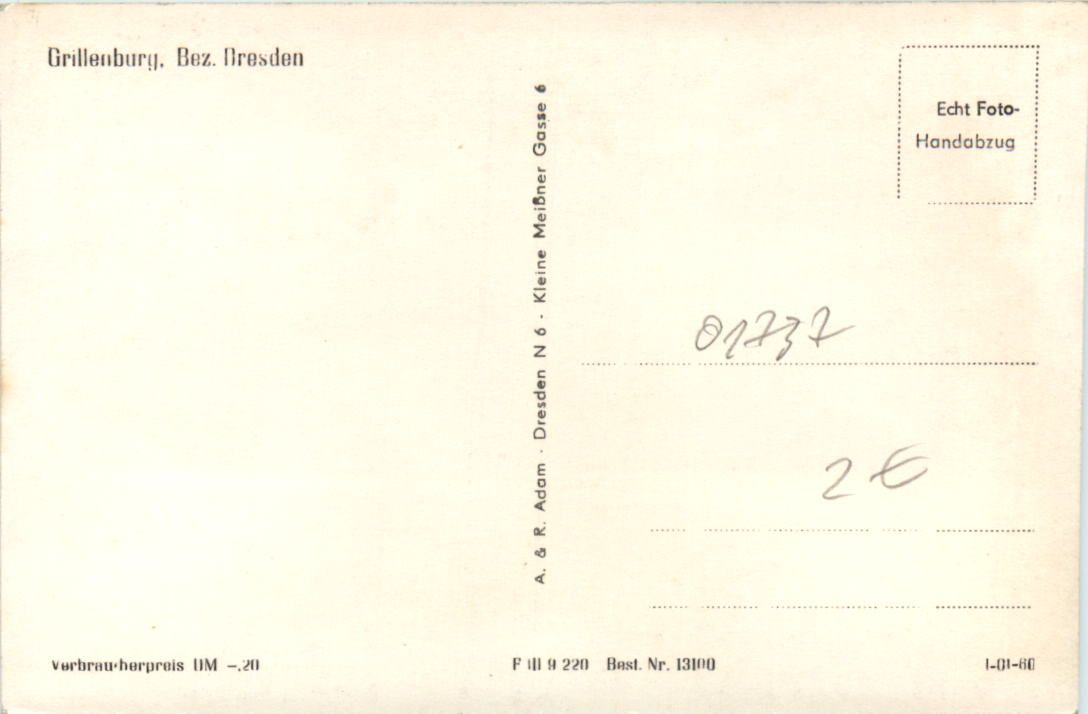 Grillenburg, Bez. Dresden
Echt Foto-
Handabzug
A. & R. Adam · Dresden N 6 · Kleine Meißner Gasse 6
01737
2 €
Verbraucherpreis DM –.20
F III 9 220 Best. Nr. 13100
1-01-60